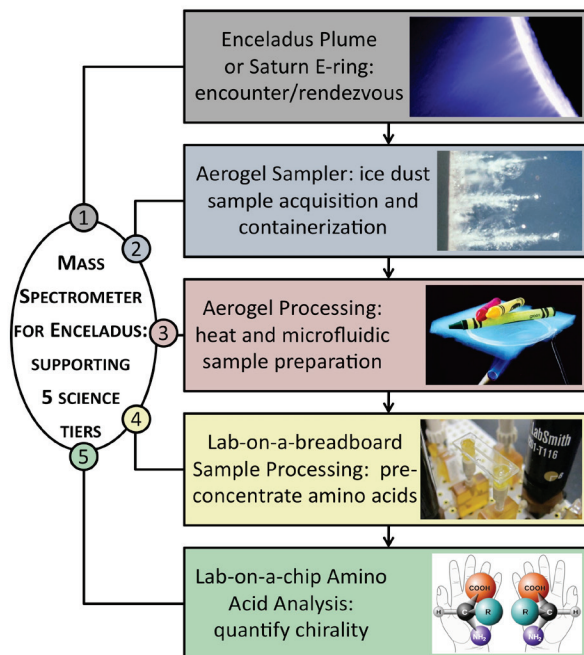 Enceladus Plume
or Saturn E-ring:
encounter/rendezvous
1
Aerogel Sampler: ice dust
sample acquisition and
containerization
2
MASS
SPECTROMETER
FOR ENCELADUS:
SUPPORTING
5 SCIENCE
TIERS
3
Aerogel Processing:
heat and microfluidic
sample preparation
4
Lab-on-a-breadboard
Sample Processing: pre-
concentrate amino acids
LabSmith
5
Lab-on-a-chip Amino
Acid Analysis:
quantify chirality
COOH
H C R
NH₂
COOH
R C H
NH₂